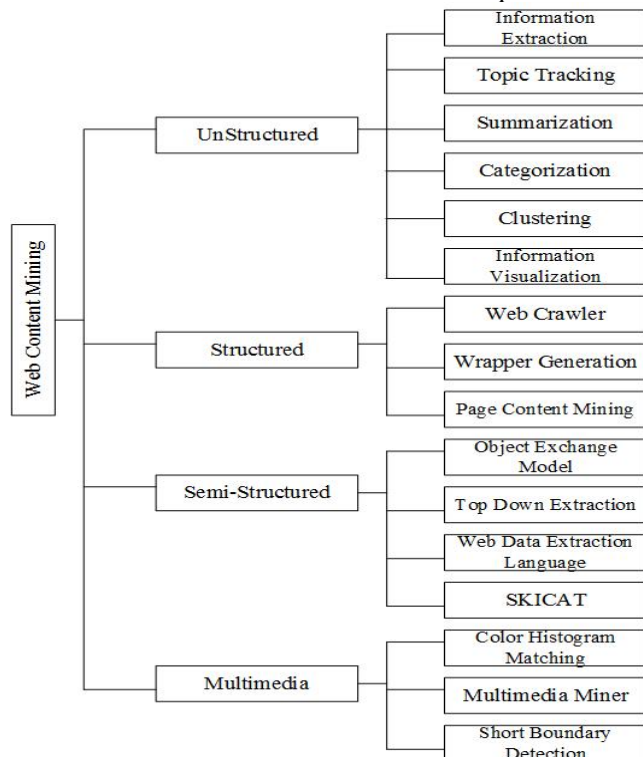 Information
Extraction
Topic Tracking
UnStructured
Summarization
Categorization
Clustering
Information
Visualization
Web Content Mining
Web Crawler
Structured
Wrapper Generation
Page Content Mining
Object Exchange
Model
Semi-Structured
Top Down Extraction
Web Data Extraction
Language
SKICAT
Color Histogram
Matching
Multimedia
Multimedia Miner
Short Boundary
Detection